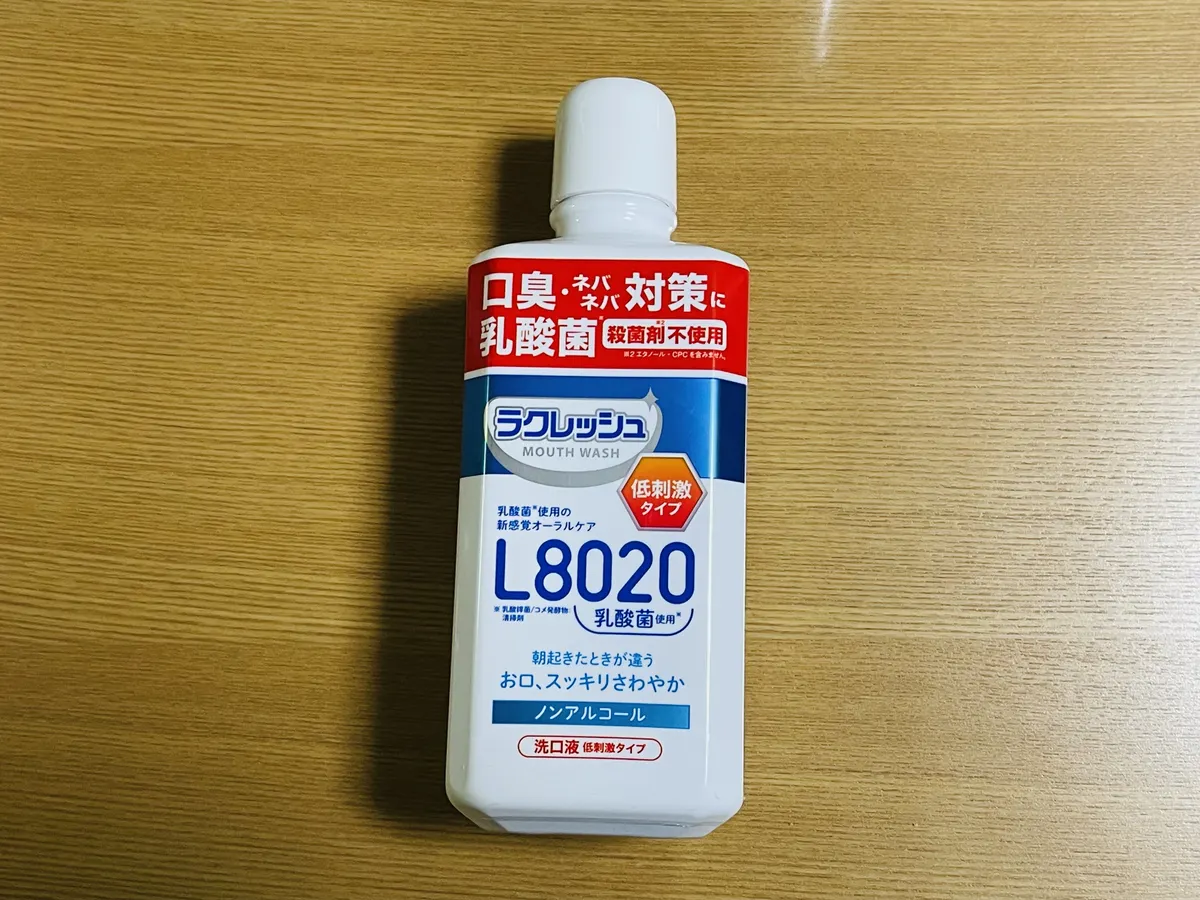 口臭・ネバネバ対策に
乳酸菌※ 殺菌剤※2不使用
※2 エタノール・CPCを含みません。
ラクレッシュ
MOUTH WASH
低刺激
タイプ
乳酸菌※使用の
新感覚オーラルケア
L8020
乳酸菌使用※
※ 乳酸桿菌/コメ発酵物:
清掃剤
朝起きたときが違う
お口、スッキリさわやか
ノンアルコール
洗口液 低刺激タイプ